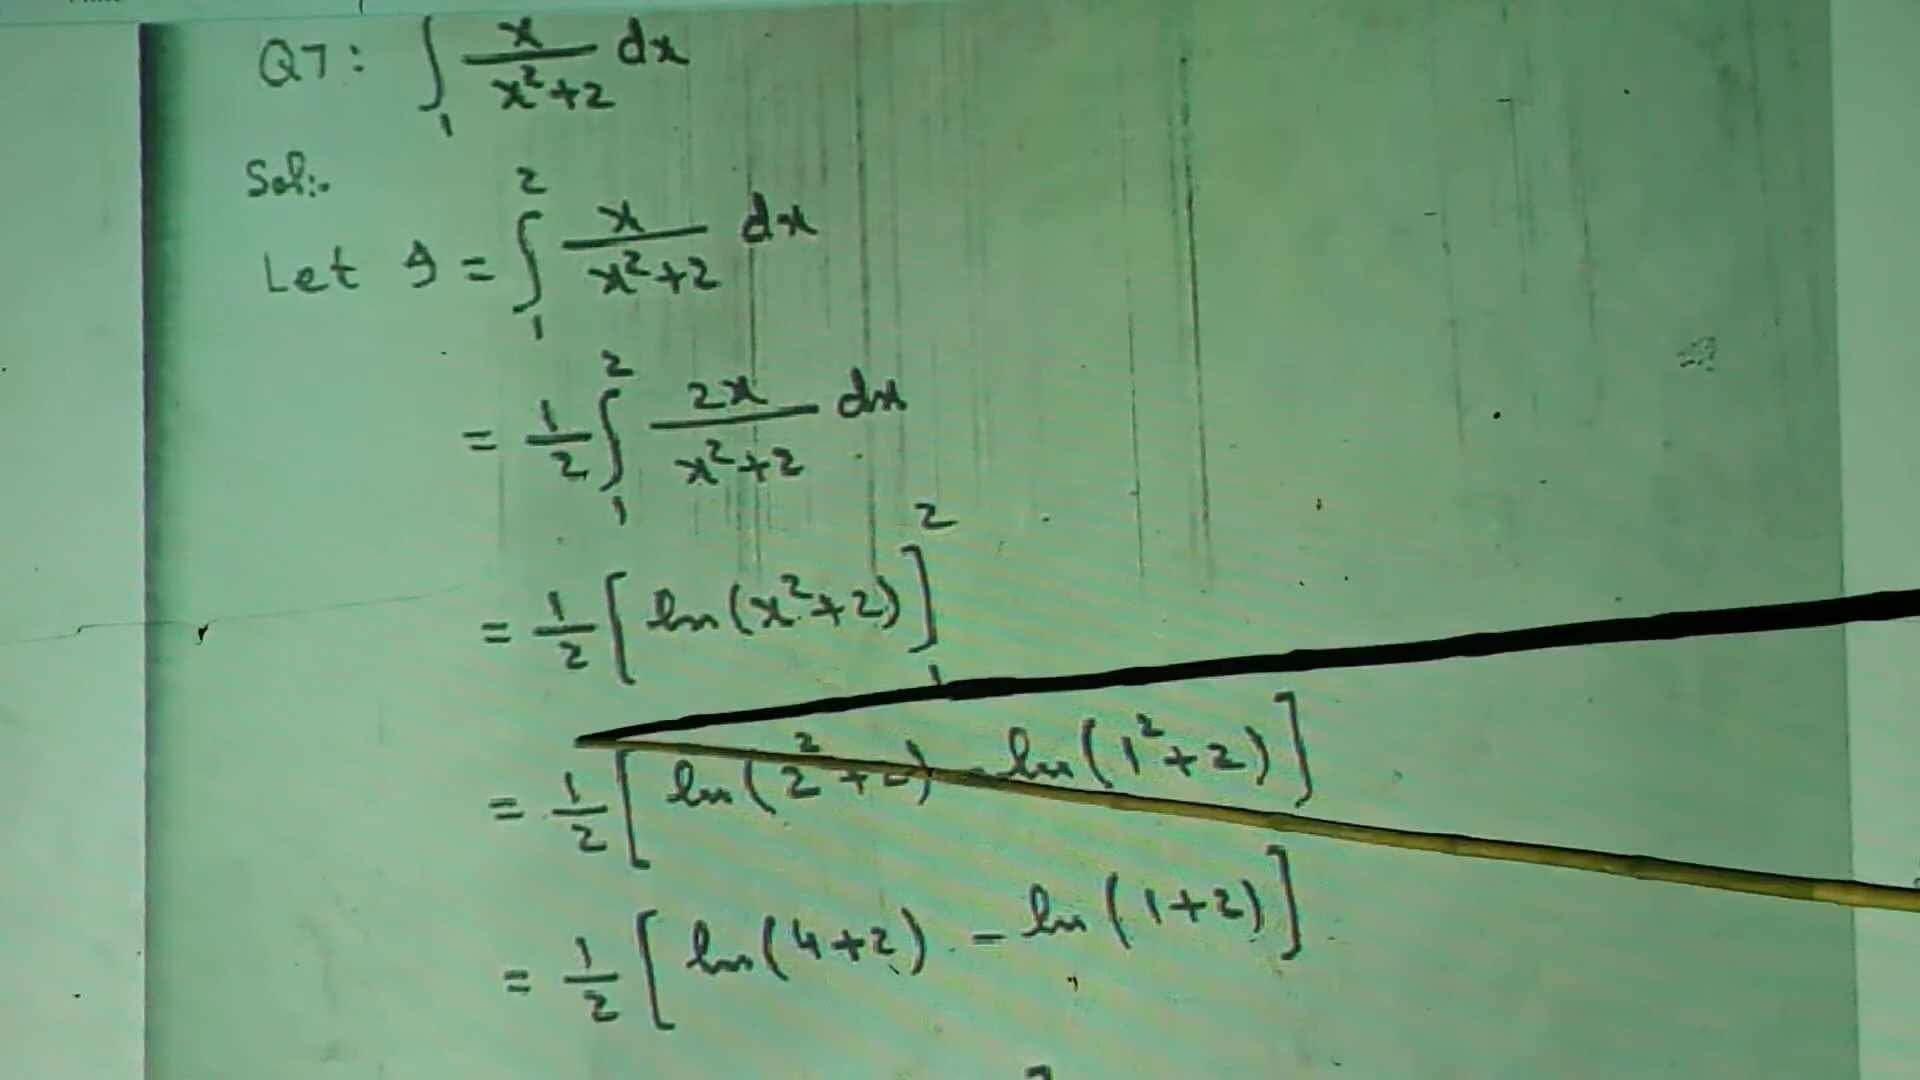 Q7: ∫₁ x/(x²+2) dx
Sol:-
Let I = ∫₁² x/(x²+2) dx
= 1/2 ∫₁² 2x/(x²+2) dx
= 1/2 [ln(x²+2)]₁²
= 1/2 [ln(2²+2) - ln(1²+2)]
= 1/2 [ln(4+2) - ln(1+2)]